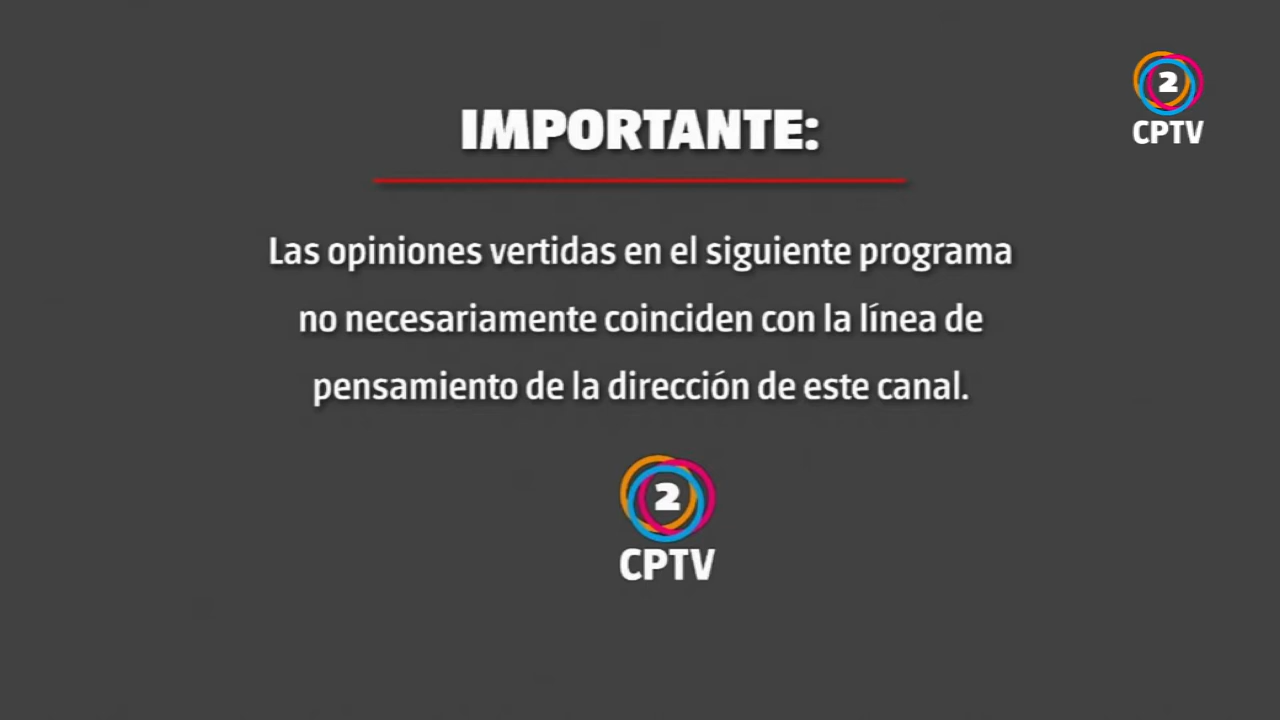 2
CPTV
IMPORTANTE:
Las opiniones vertidas en el siguiente programa
no necesariamente coinciden con la línea de
pensamiento de la dirección de este canal.
2
CPTV